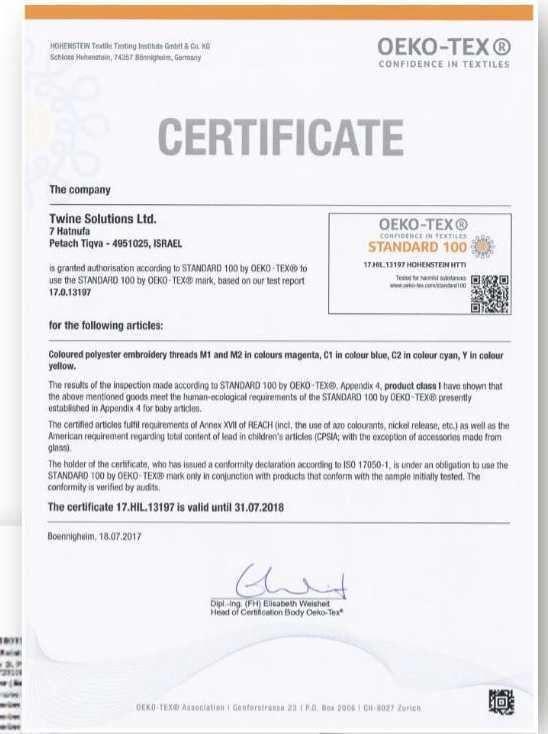 HOHENSTEIN Textile Testing Institute GmbH & Co. KG
Schloss Hohenstein, 74357 Bönnigheim, Germany
OEKO-TEX®
CONFIDENCE IN TEXTILES
CERTIFICATE
The company
Twine Solutions Ltd.
7 Hatnufa
Petach Tiqva - 4951025, ISRAEL
is granted authorisation according to STANDARD 100 by OEKO-TEX® to
use the STANDARD 100 by OEKO-TEX® mark, based on our test report
17.0.13197
OEKO-TEX®
CONFIDENCE IN TEXTILES
STANDARD 100
17.HIL.13197 HOHENSTEIN HTTI
Tested for harmful substances
www.oeko-tex.com/standard100
for the following articles:
Coloured polyester embroidery threads M1 and M2 in colours magenta, C1 in colour blue, C2 in colour cyan, Y in colour
yellow.
The results of the inspection made according to STANDARD 100 by OEKO-TEX®, Appendix 4, product class I have shown that
the above mentioned goods meet the human-ecological requirements of the STANDARD 100 by OEKO-TEX® presently
established in Appendix 4 for baby articles.
The certified articles fulfil requirements of Annex XVII of REACH (incl. the use of azo colourants, nickel release, etc.) as well as the
American requirement regarding total content of lead in children's articles (CPSIA; with the exception of accessories made from
glass).
The holder of the certificate, who has issued a conformity declaration according to ISO 17050-1, is under an obligation to use the
STANDARD 100 by OEKO-TEX® mark only in conjunction with products that conform with the sample initially tested. The
conformity is verified by audits.
The certificate 17.HIL.13197 is valid until 31.07.2018
Boennigheim, 18.07.2017
Dipl.-Ing. (FH) Elisabeth Weisheit
Head of Certification Body Oeko-Tex®
OEKO-TEX® Association | Genferstrasse 23 | P.O. Box 2006 | CH-8027 Zurich